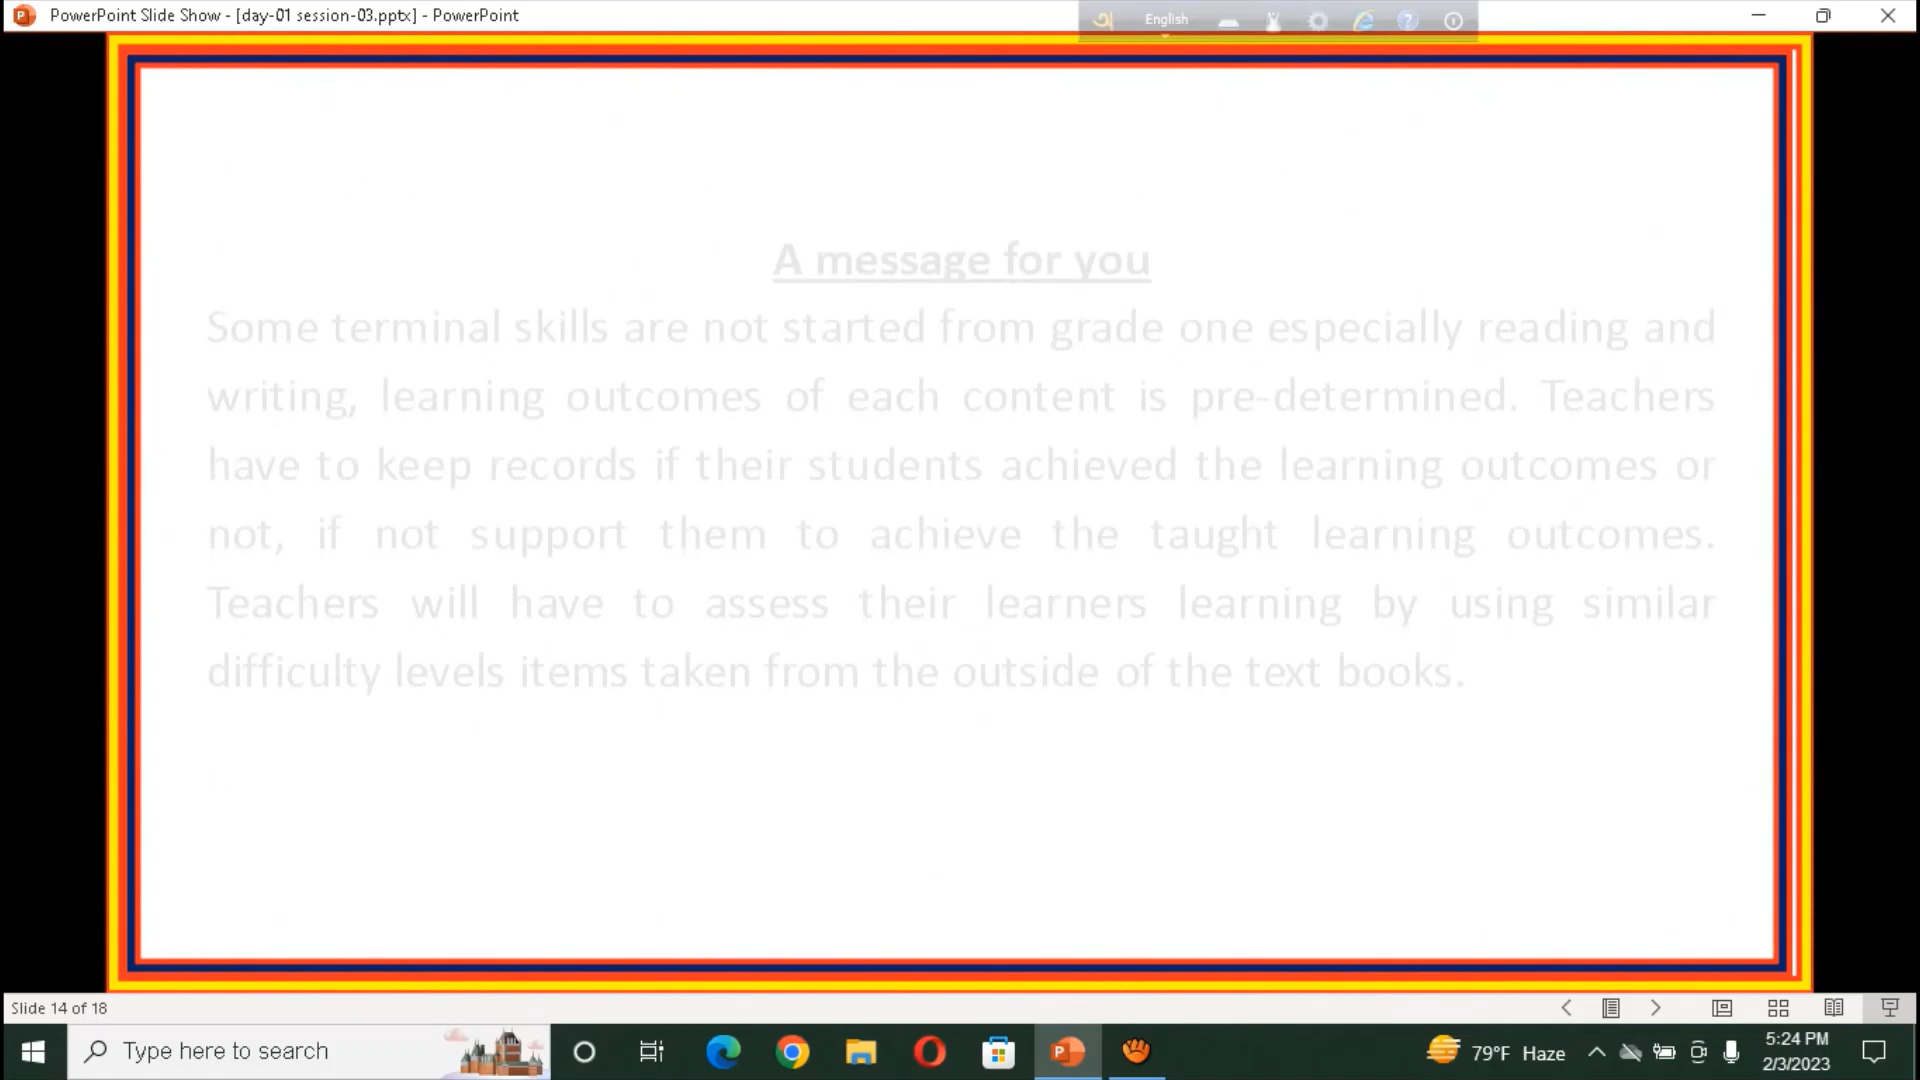 PowerPoint Slide Show - [day-01 session-03.pptx] - PowerPoint
English
A message for you
Some terminal skills are not started from grade one especially reading and
writing, learning outcomes of each content is pre-determined. Teachers
have to keep records if their students achieved the learning outcomes or
not, if not support them to achieve the taught learning outcomes.
Teachers will have to assess their learners learning by using similar
difficulty levels items taken from the outside of the text books.
Slide 14 of 18
Type here to search
79°F Haze
5:24 PM
2/3/2023